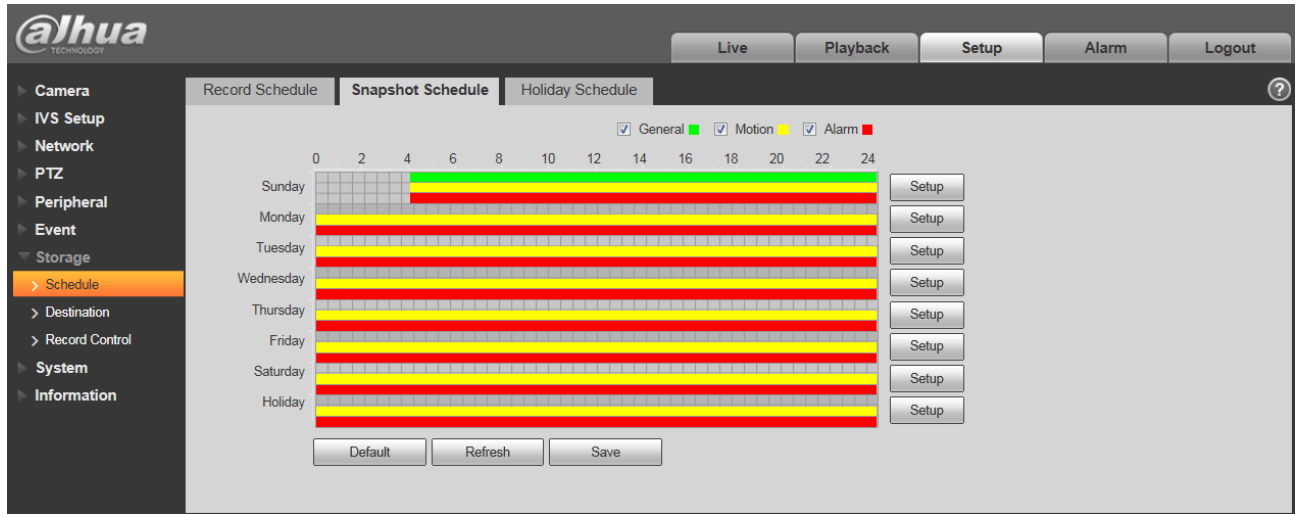 alhua
TECHNOLOGY
Live Playback Setup Alarm Logout
Camera
IVS Setup
Network
PTZ
Peripheral
Event
Storage
Schedule
Destination
Record Control
System
Information
Record Schedule Snapshot Schedule Holiday Schedule ?
General Motion Alarm
0 2 4 6 8 10 12 14 16 18 20 22 24
Sunday Setup
Monday Setup
Tuesday Setup
Wednesday Setup
Thursday Setup
Friday Setup
Saturday Setup
Holiday Setup
Default Refresh Save